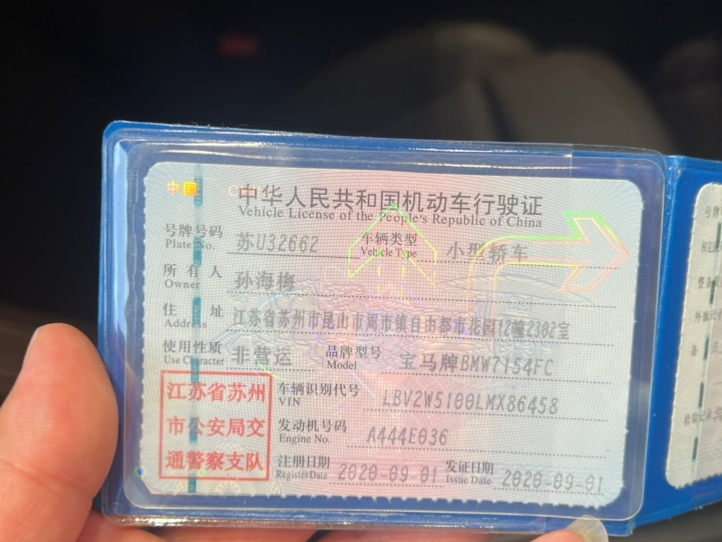 中国
中华人民共和国机动车行驶证
Vehicle License of the People's Republic of China
号牌号码 苏U32662 车辆类型 小型轿车
Plate No. Vehicle Type
所有人 孙海梅
Owner
住址 江苏省苏州市昆山市周市镇自由都市花园12幢2302室
Address
使用性质 非营运 品牌型号 宝马牌BMW7154FC
Use Character Model
江苏省苏州
市公安局交
通警察支队
车辆识别代号 LBV2W5100LMX86458
VIN
发动机号码 A444E036
Engine No.
注册日期 2020-09-01 发证日期 2020-09-01
Register Date Issue Date